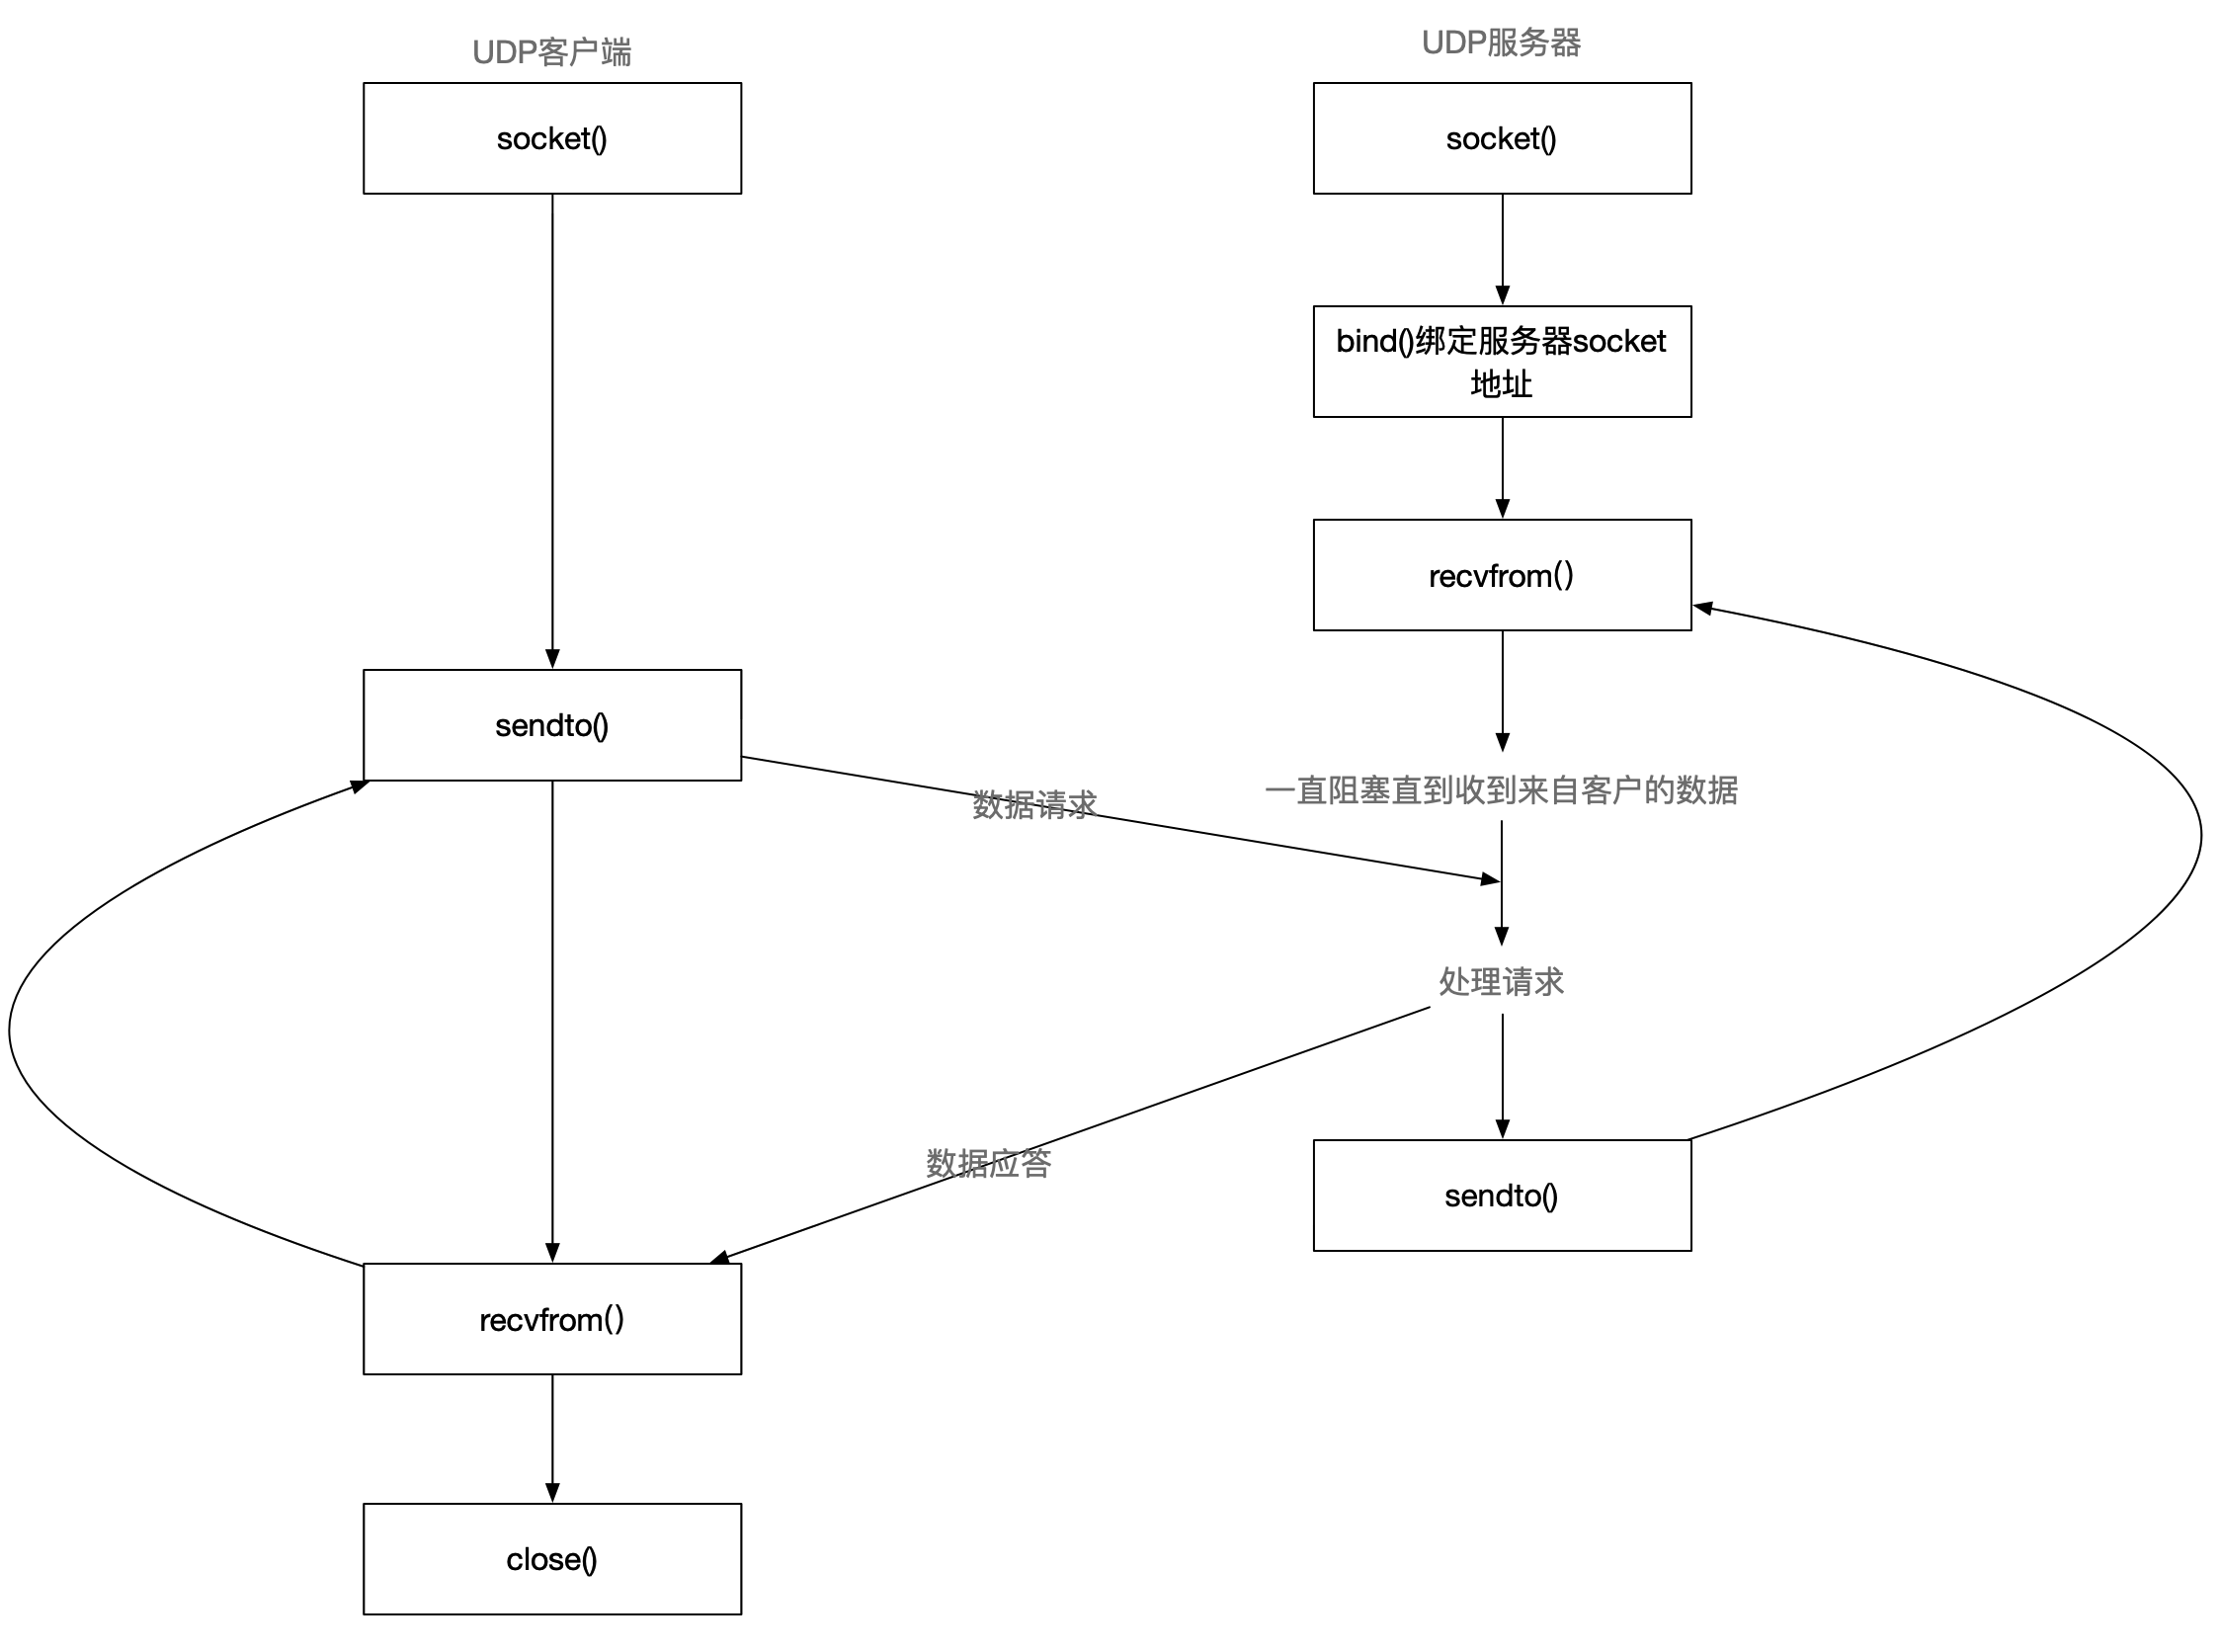 UDP客户端
socket()
sendto()
recvfrom()
close()
数据请求
数据应答
UDP服务器
socket()
bind()绑定服务器socket
地址
recvfrom()
一直阻塞直到收到来自客户的数据
处理请求
sendto()